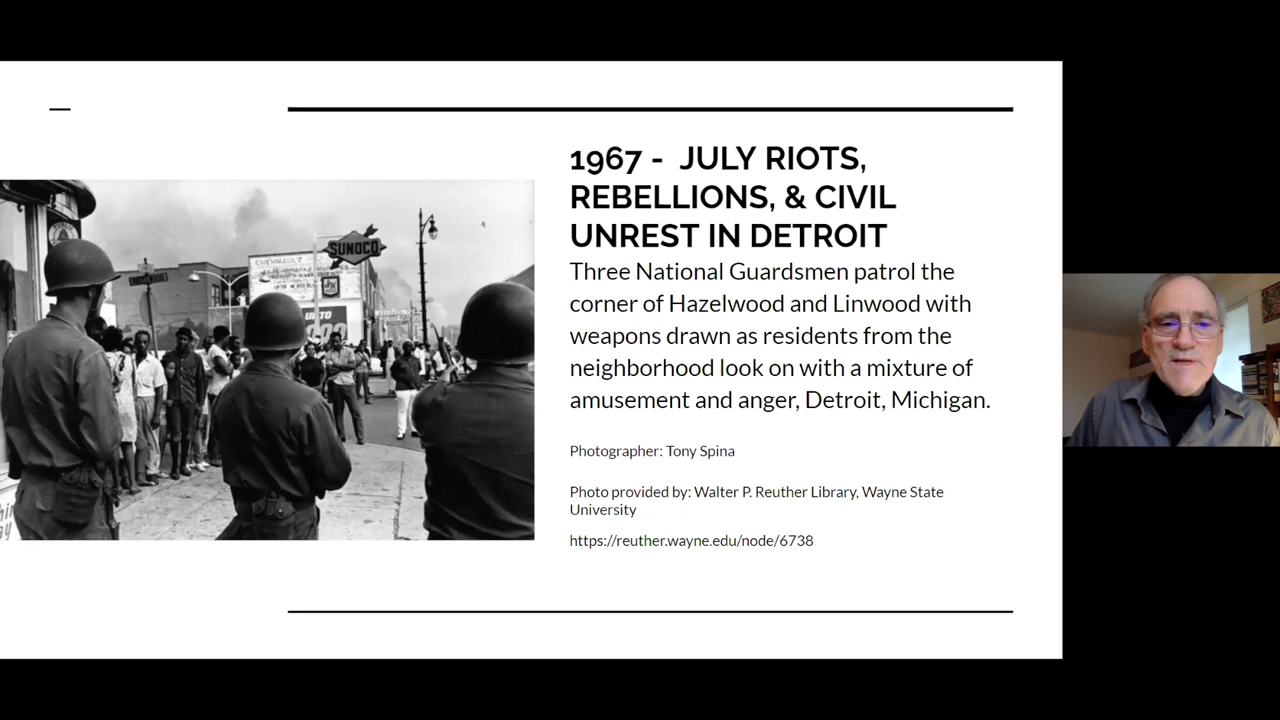 1967 - JULY RIOTS,
REBELLIONS, & CIVIL
UNREST IN DETROIT
Three National Guardsmen patrol the
corner of Hazelwood and Linwood with
weapons drawn as residents from the
neighborhood look on with a mixture of
amusement and anger, Detroit, Michigan.
Photographer: Tony Spina
Photo provided by: Walter P. Reuther Library, Wayne State
University
https://reuther.wayne.edu/node/6738
SUNOCO
UP TO